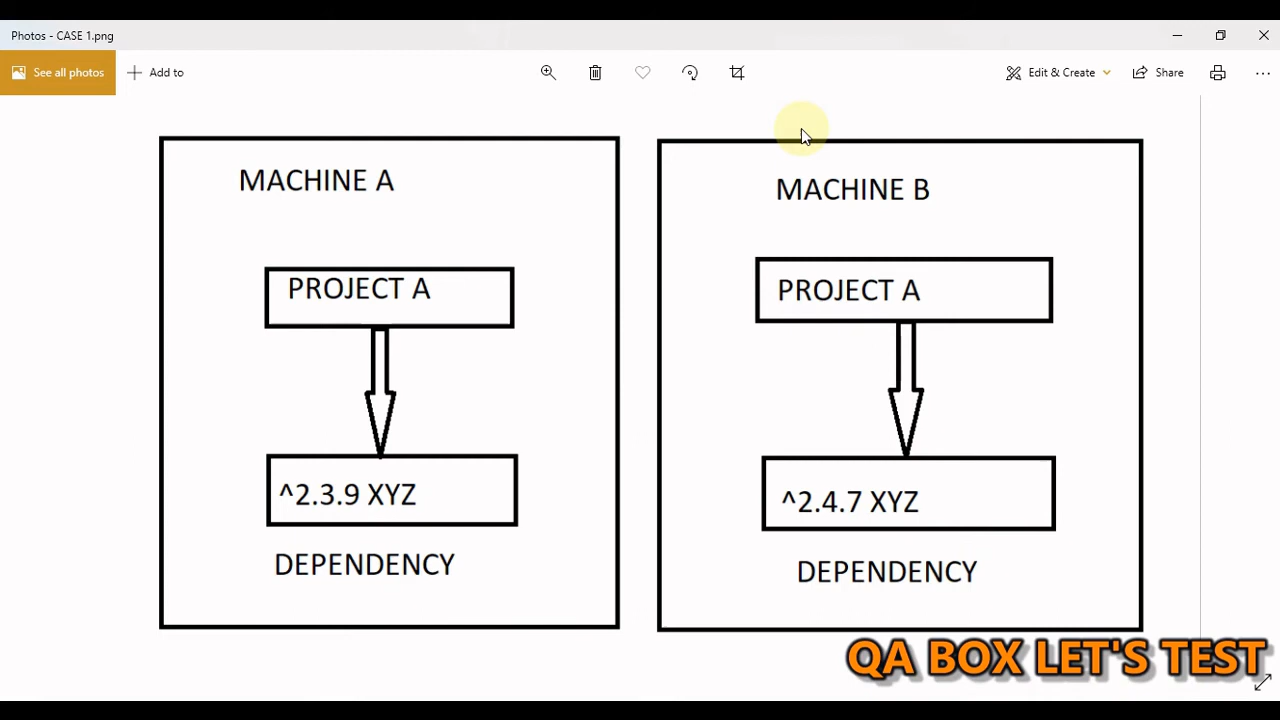 Photos - CASE 1.png
See all photos
Add to
Edit & Create
Share
MACHINE A
PROJECT A
^2.3.9 XYZ
DEPENDENCY
MACHINE B
PROJECT A
^2.4.7 XYZ
DEPENDENCY
QA BOX LET'S TEST